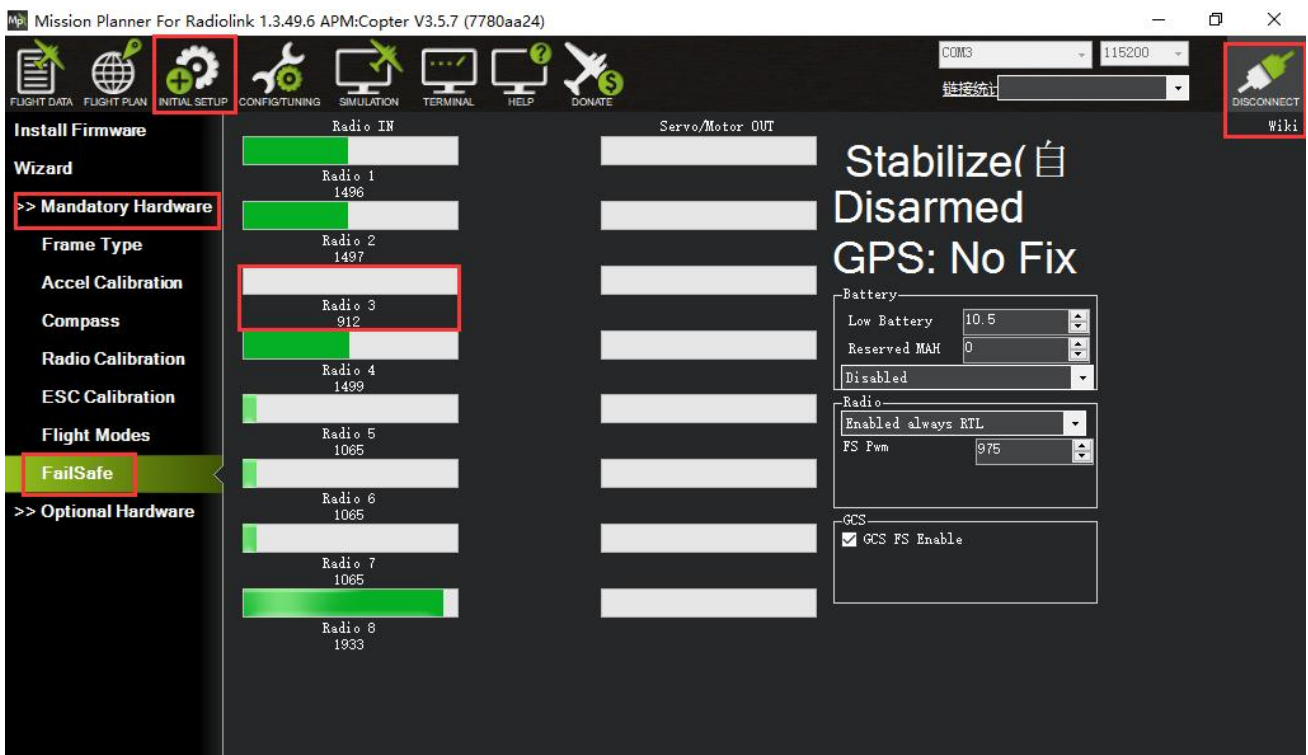 Mission Planner For Radiolink 1.3.49.6 APM:Copter V3.5.7 (7780aa24)
FLIGHT DATA
FLIGHT PLAN
INITIAL SETUP
CONFIG/TUNING
SIMULATION
TERMINAL
HELP
DONATE
COM3
115200
链接统计
DISCONNECT
Install Firmware
Wizard
>> Mandatory Hardware
Frame Type
Accel Calibration
Compass
Radio Calibration
ESC Calibration
Flight Modes
FailSafe
>> Optional Hardware
Radio IN
Radio 1
1496
Radio 2
1497
Radio 3
912
Radio 4
1499
Radio 5
1065
Radio 6
1065
Radio 7
1065
Radio 8
1933
Servo/Motor OUT
Wiki
Stabilize(自
Disarmed
GPS: No Fix
Battery
Low Battery 10.5
Reserved MAH 0
Disabled
Radio
Enabled always RTL
FS Pwm 975
GCS
GCS FS Enable